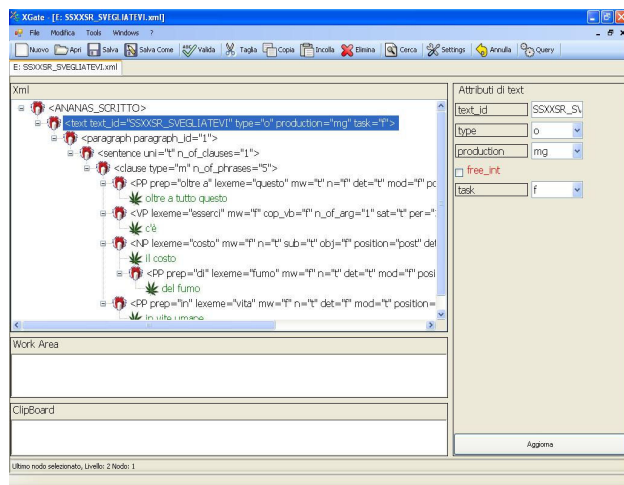 XGate - [E: SSXXSR_SVEGLIATEVI.xml]
File Modifica Tools Windows ?
Nuovo Apri Salva Salva Come Valida Taglia Copia Incolla Elimina Cerca Settings Annulla Query
E: SSXXSR_SVEGLIATEVI.xml
Xml
<ANANAS_SCRITTO>
<text text_id="SSXXSR_SVEGLIATEVI" type="o" production="mg" task="f">
<paragraph paragraph_id="1">
<sentence uni="t" n_of_clauses="1">
<clause type="m" n_of_phrases="5">
<PP prep="oltre a" lexeme="questo" mw="t" n="f" det="t" mod="f" pc
oltre a tutto questo
<VP lexeme="esserci" mw="f" cop_vb="f" n_of_arg="1" sat="t" per="
c'è
<NP lexeme="costo" mw="f" n="t" sub="t" obj="f" position="post" det
il costo
<PP prep="di" lexeme="fumo" mw="f" n="t" det="t" mod="f" posi
del fumo
<PP prep="in" lexeme="vita" mw="f" n="t" det="f" mod="t" position=
in vite umane
Work Area
ClipBoard
Ultimo nodo selezionato, Livello: 2 Nodo: 1
Attributi di text
text_id SSXXSR_SV
type o
production mg
free_int
task f
Aggiorna